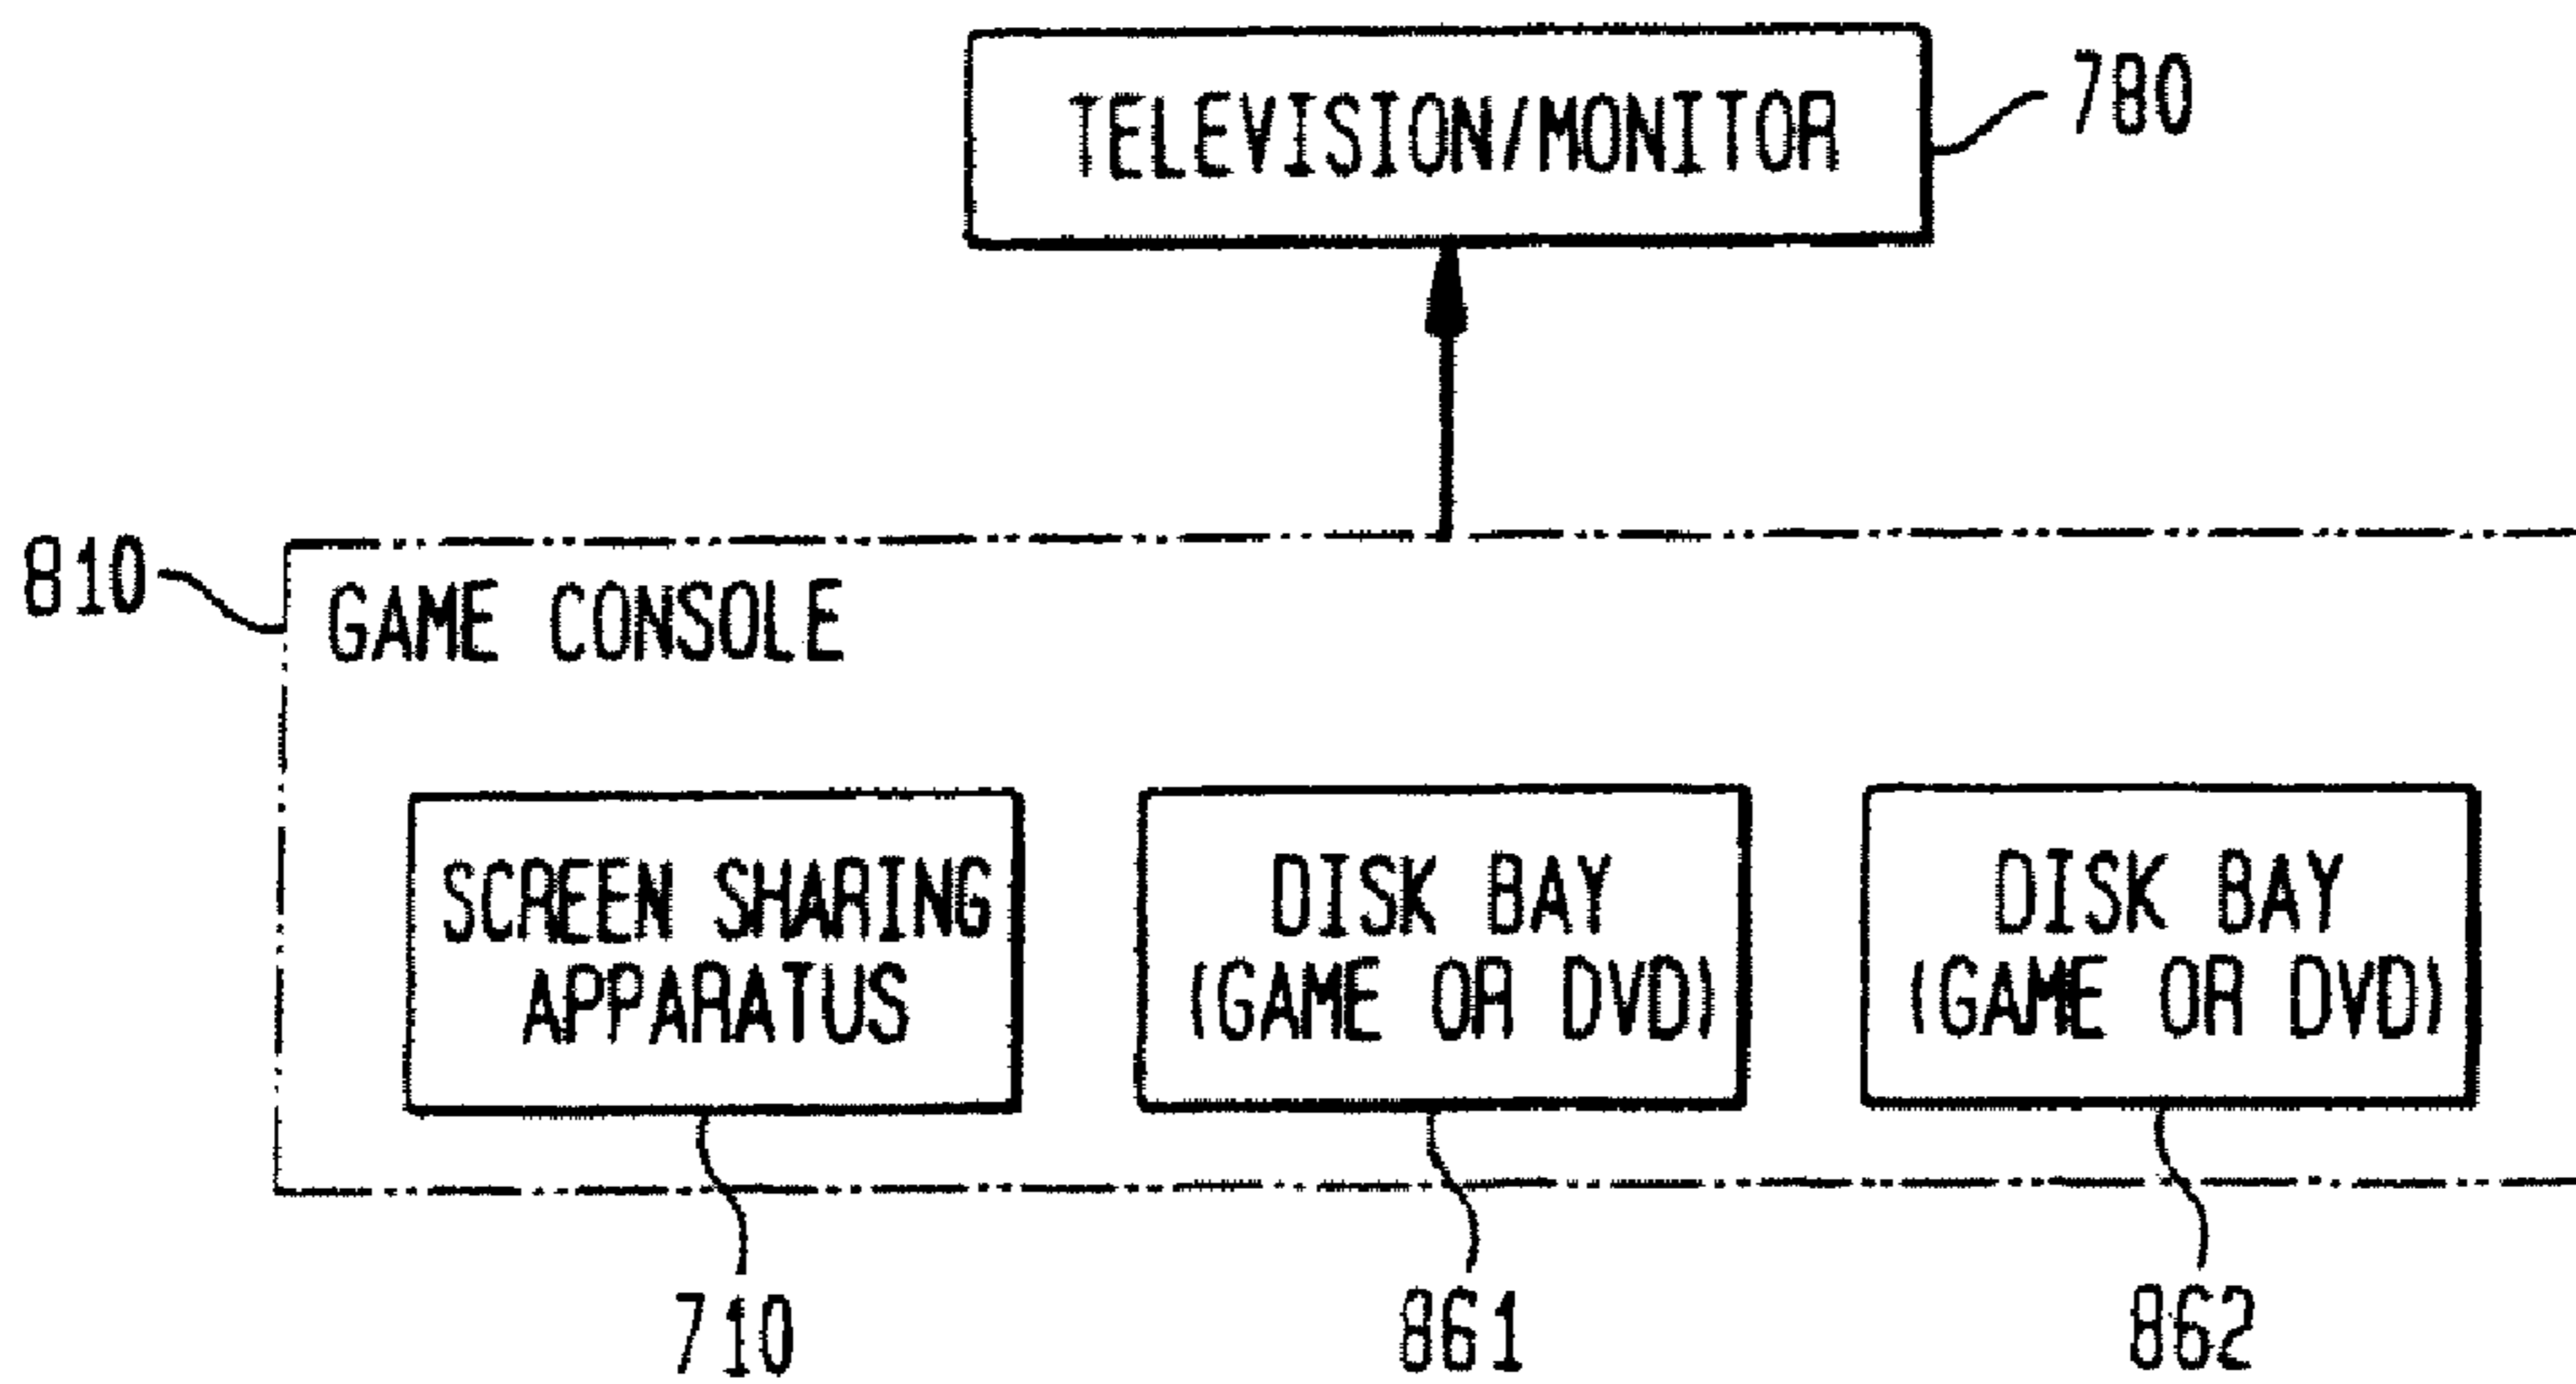 TELEVISION/MONITOR
780
810
GAME CONSOLE
SCREEN SHARING
APPARATUS
DISK BAY
(GAME OR DVD)
DISK BAY
(GAME OR DVD)
710
861
862